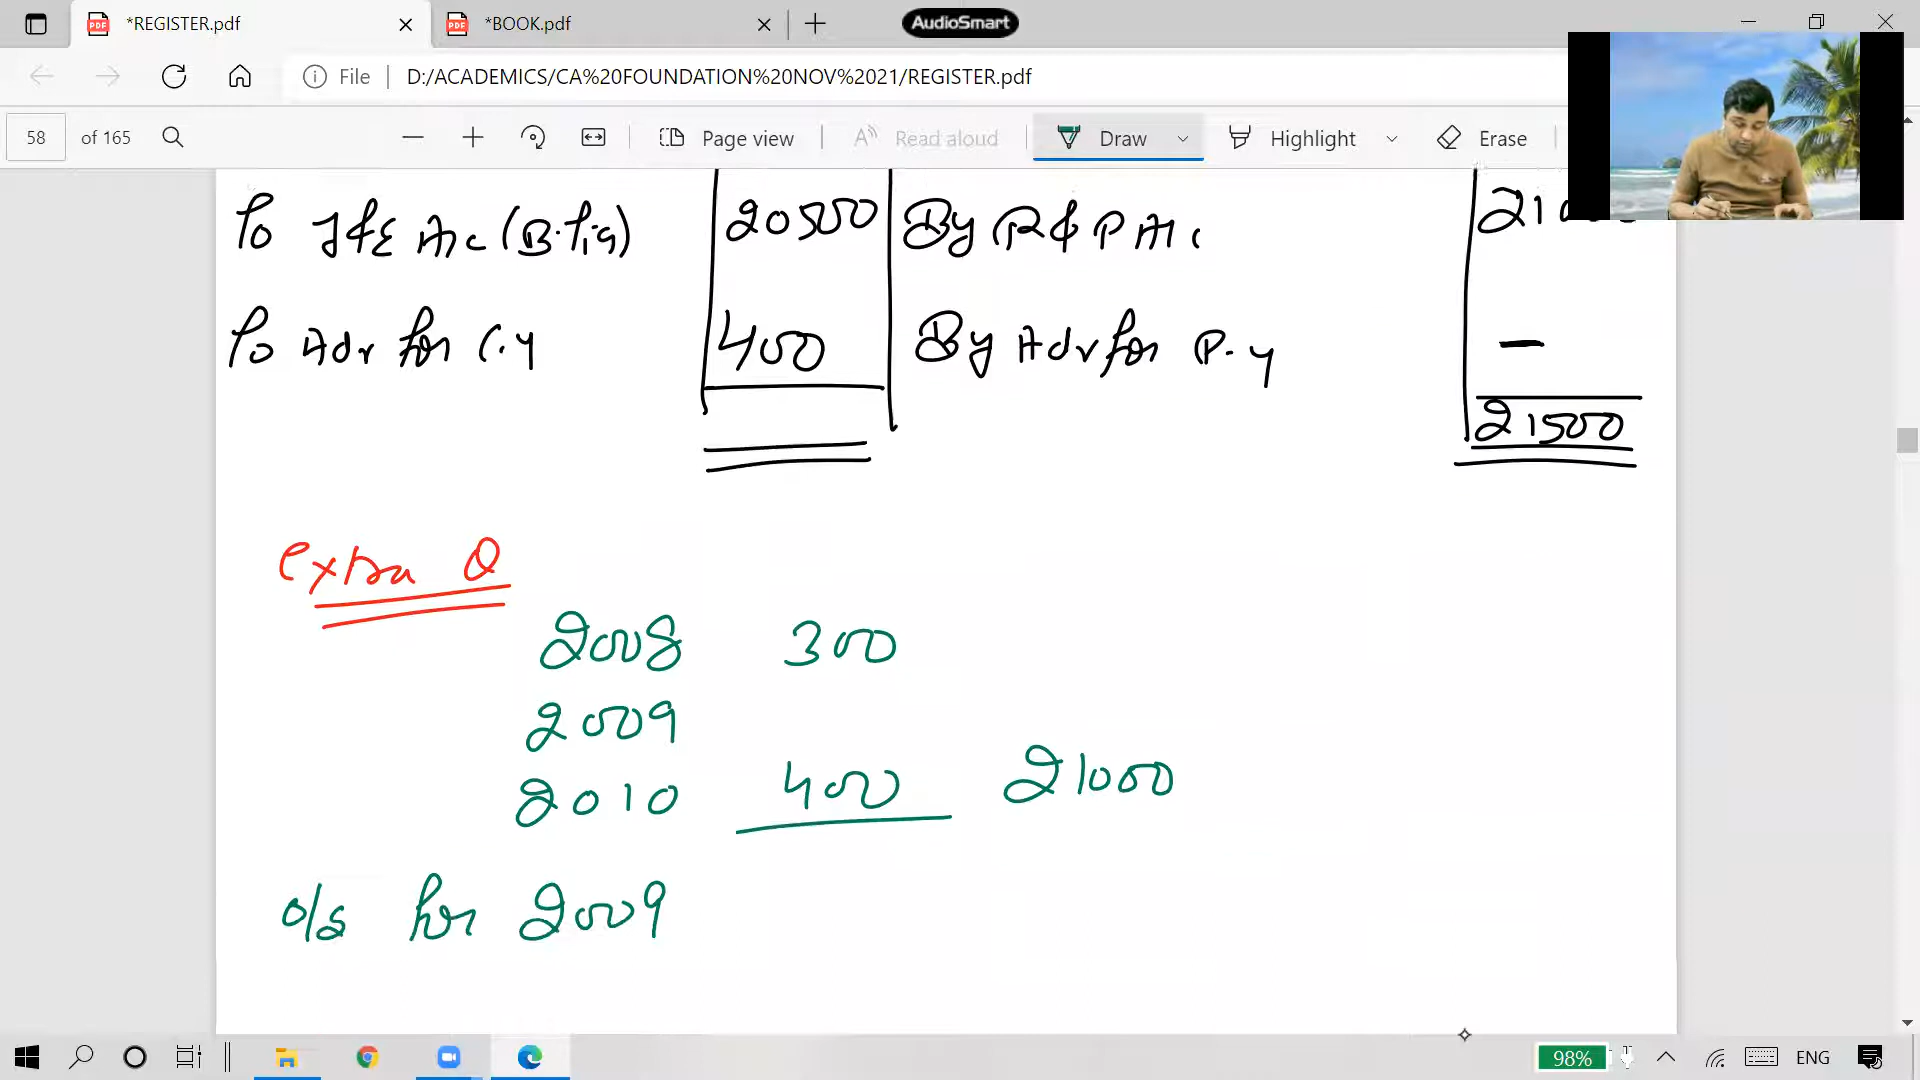 *REGISTER.pdf
*BOOK.pdf
AudioSmart
File D:/ACADEMICS/CA%20FOUNDATION%20NOV%2021/REGISTER.pdf
58 of 165
Page view
Read aloud
Draw
Highlight
Erase
To I&E A/c (B.fig) 20500 By R&P A/c
To Adv for C.y 400 By Adv for P.y —
21500
Extra Q
2008 300
2009
2010 400 21000
o/s for 2009
98%
ENG